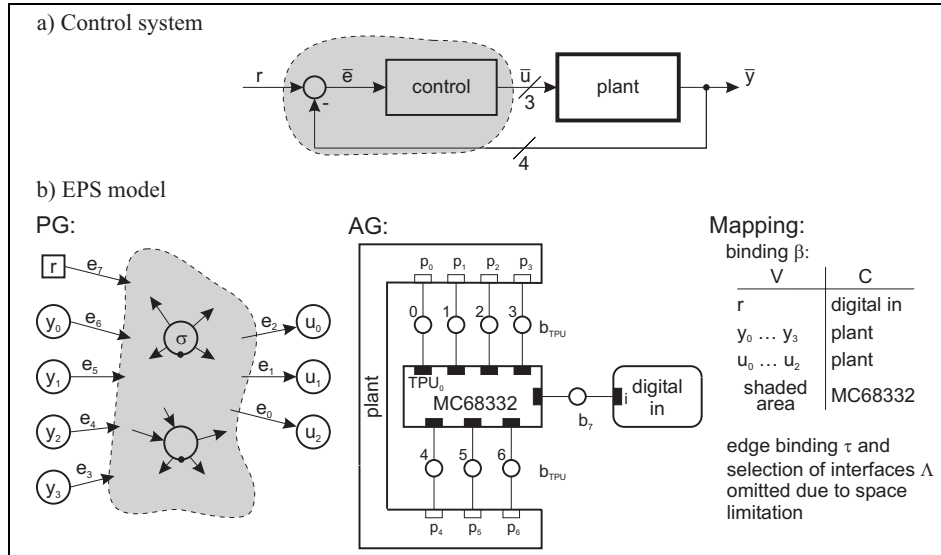 a) Control system
r
ē
control
ū
3
plant
ȳ
-
4
b) EPS model
PG:
r
e₇
y₀
e₆
y₁
e₅
y₂
e₄
y₃
e₃
σ
e₂
u₀
e₁
u₁
e₀
u₂
AG:
plant
p₀ p₁ p₂ p₃
0 1 2 3
b_TPU
TPU₀
MC68332
b₇
i
digital
in
4 5 6
b_TPU
p₄ p₅ p₆
Mapping:
binding β:
V C
r digital in
y₀ ... y₃ plant
u₀ ... u₂ plant
shaded
area MC68332
edge binding τ and
selection of interfaces Λ
omitted due to space
limitation